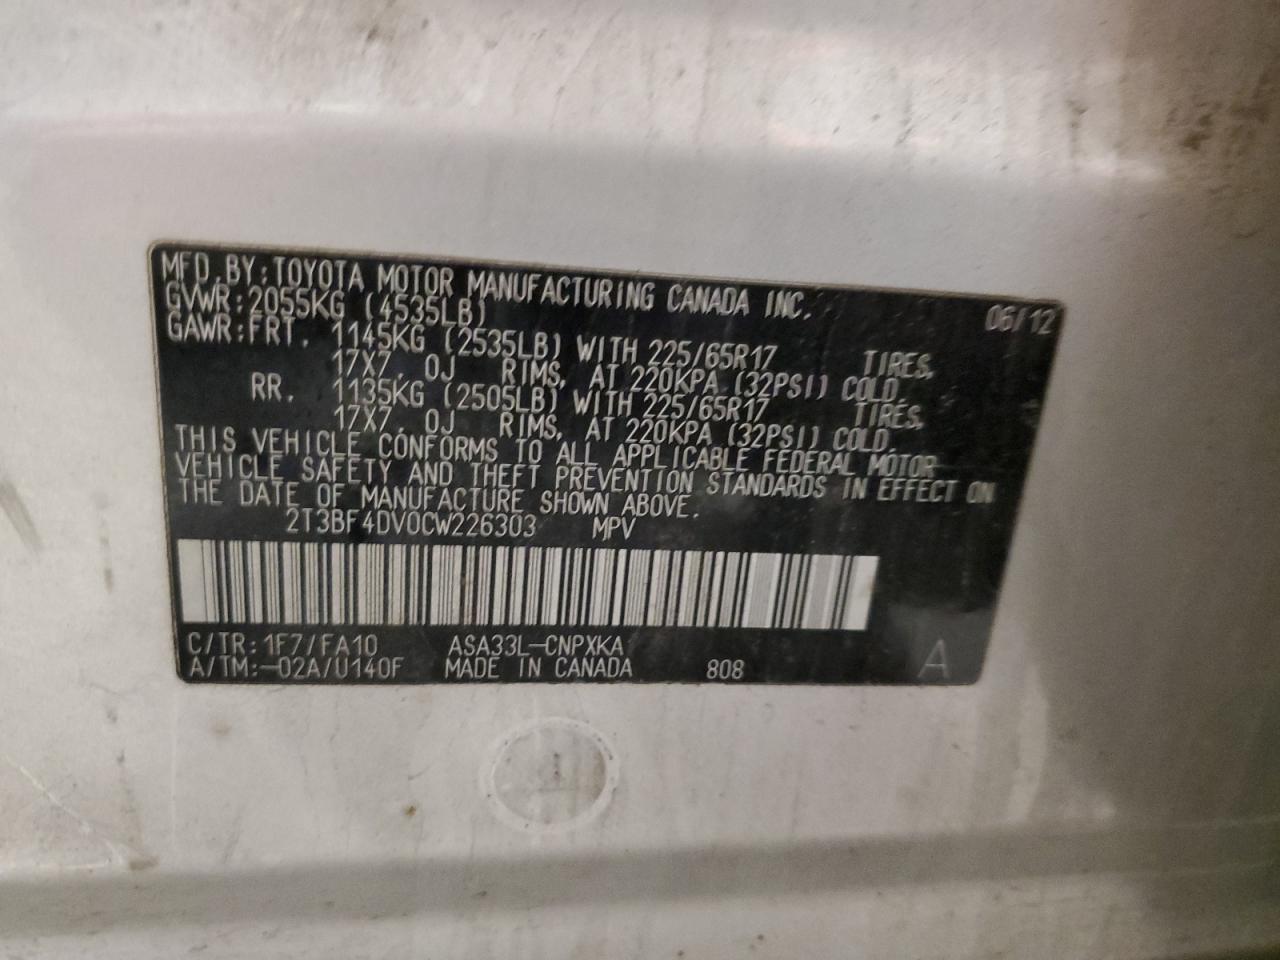 MFD.BY:TOYOTA MOTOR MANUFACTURING CANADA INC. 06/12
GVWR:2055KG (4535LB)
GAWR:FRT. 1145KG (2535LB) WITH 225/65R17 TIRES,
17X7.0J RIMS, AT 220KPA (32PSI) COLD.
RR. 1135KG (2505LB) WITH 225/65R17 TIRES,
17X7.0J RIMS, AT 220KPA (32PSI) COLD.
THIS VEHICLE CONFORMS TO ALL APPLICABLE FEDERAL MOTOR
VEHICLE SAFETY AND THEFT PREVENTION STANDARDS IN EFFECT ON
THE DATE OF MANUFACTURE SHOWN ABOVE.
2T3BF4DV0CW226303 MPV
C/TR:1F7/FA10 ASA33L-CNPXKA
A/TM:-02A/U140F MADE IN CANADA 808 A